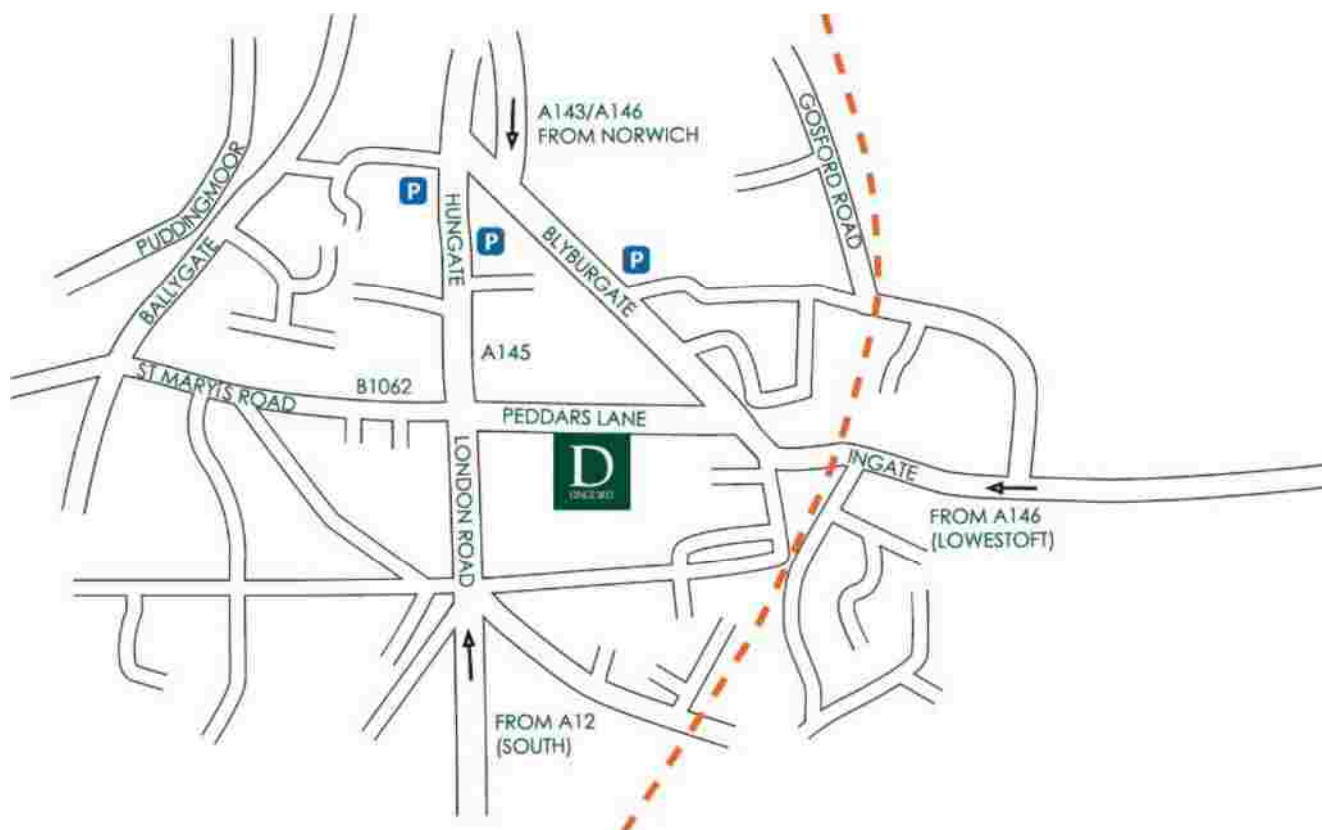 A143/A146
FROM NORWICH
GOSFORD ROAD
PUDDINGMOOR
P
HUNGATE
P
BLYBURGATE
P
BALLYGATE
A145
ST MARY'S ROAD
B1062
PEDDARS LANE
LONDON ROAD
D
INGATE
FROM A146
(LOWESTOFT)
FROM A12
(SOUTH)